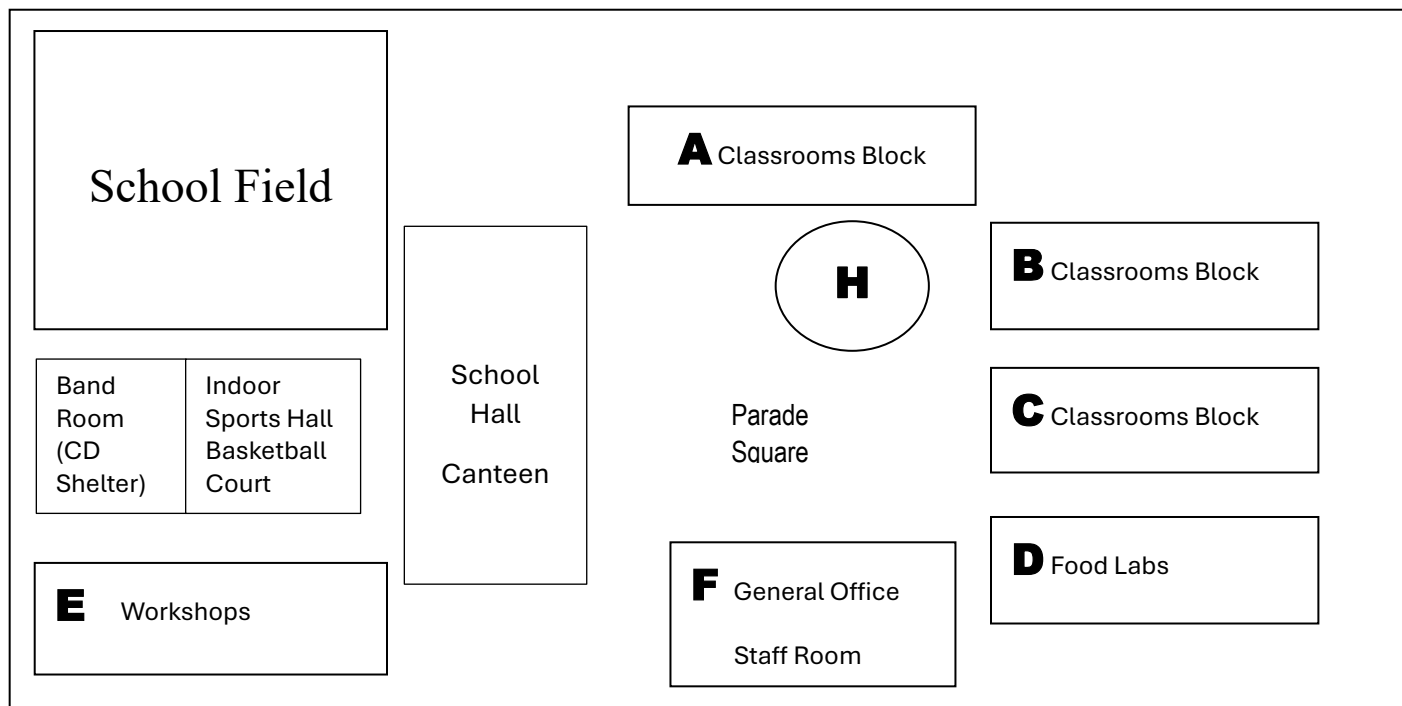 School Field
A Classrooms Block
H
B Classrooms Block
Band
Room
(CD
Shelter)
Indoor
Sports Hall
Basketball
Court
School
Hall
Canteen
Parade
Square
C Classrooms Block
D Food Labs
E Workshops
F General Office
Staff Room